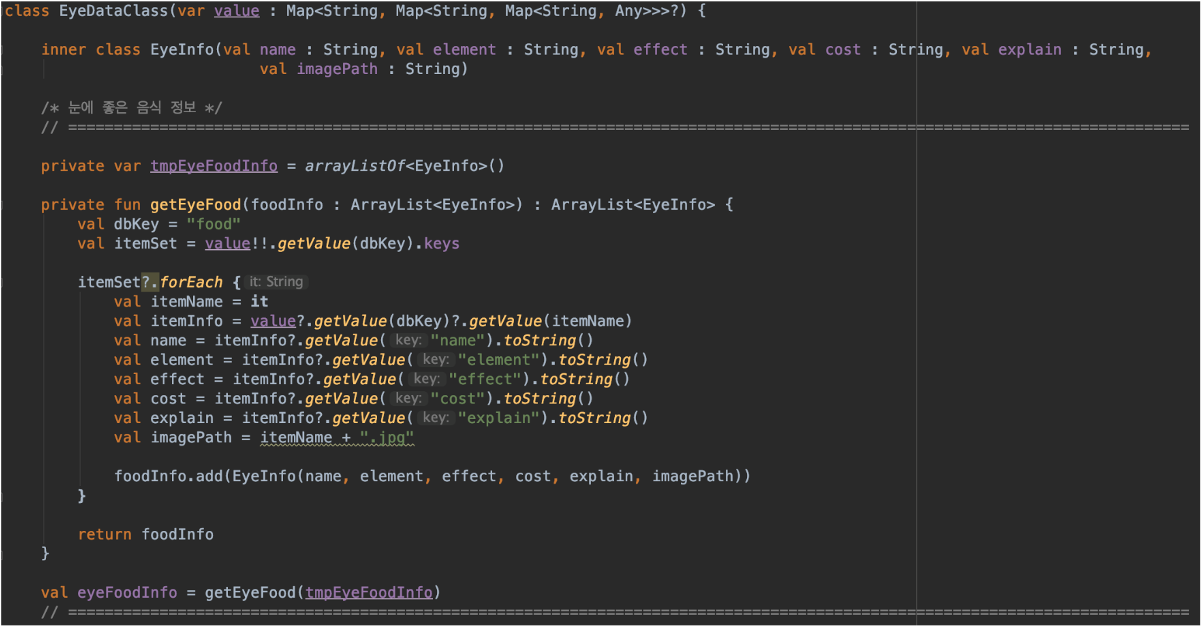 class EyeDataClass(var value : Map<String, Map<String, Map<String, Any>>>?) {
inner class EyeInfo(val name : String, val element : String, val effect : String, val cost : String, val explain : String,
val imagePath : String)
/* 눈에 좋은 음식 정보 */
// ===========================================================================================================================
private var tmpEyeFoodInfo = arrayListOf<EyeInfo>()
private fun getEyeFood(foodInfo : ArrayList<EyeInfo>) : ArrayList<EyeInfo> {
val dbKey = "food"
val itemSet = value!!.getValue(dbKey).keys
itemSet?.forEach { it: String
val itemName = it
val itemInfo = value?.getValue(dbKey)?.getValue(itemName)
val name = itemInfo?.getValue( key: "name").toString()
val element = itemInfo?.getValue( key: "element").toString()
val effect = itemInfo?.getValue( key: "effect").toString()
val cost = itemInfo?.getValue( key: "cost").toString()
val explain = itemInfo?.getValue( key: "explain").toString()
val imagePath = itemName + ".jpg"
foodInfo.add(EyeInfo(name, element, effect, cost, explain, imagePath))
}
return foodInfo
}
val eyeFoodInfo = getEyeFood(tmpEyeFoodInfo)
// ===========================================================================================================================